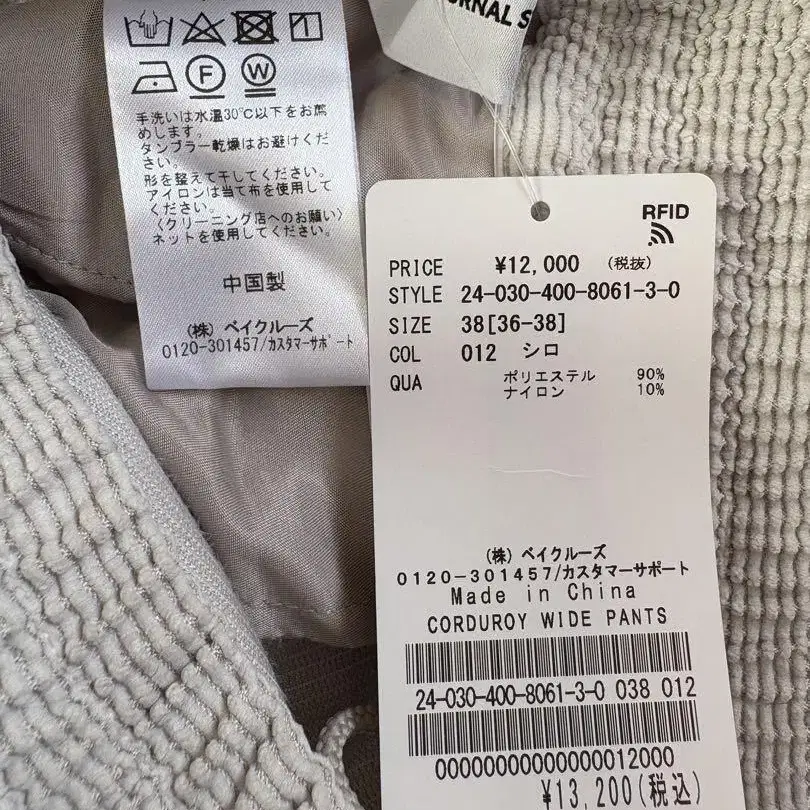 RNAL S
F
W
手洗いは水温30℃以下をお薦
めします。
タンブラー乾燥はお避けくだ
さい。
形を整えて干してください。
アイロンは当て布を使用して
ください。
〈クリーニング店へのお願い〉
ネットを使用してください。
中国製
(株) ベイクルーズ
0120-301457/カスタマーサポート
RFID
PRICE ¥12,000 (税抜)
STYLE 24-030-400-8061-3-0
SIZE 38[36-38]
COL 012 シロ
QUA ポリエステル 90%
ナイロン 10%
(株) ベイクルーズ
0120-301457/カスタマーサポート
Made in China
CORDUROY WIDE PANTS
24-030-400-8061-3-0 038 012
0000000000000012000
¥13,200(税込)